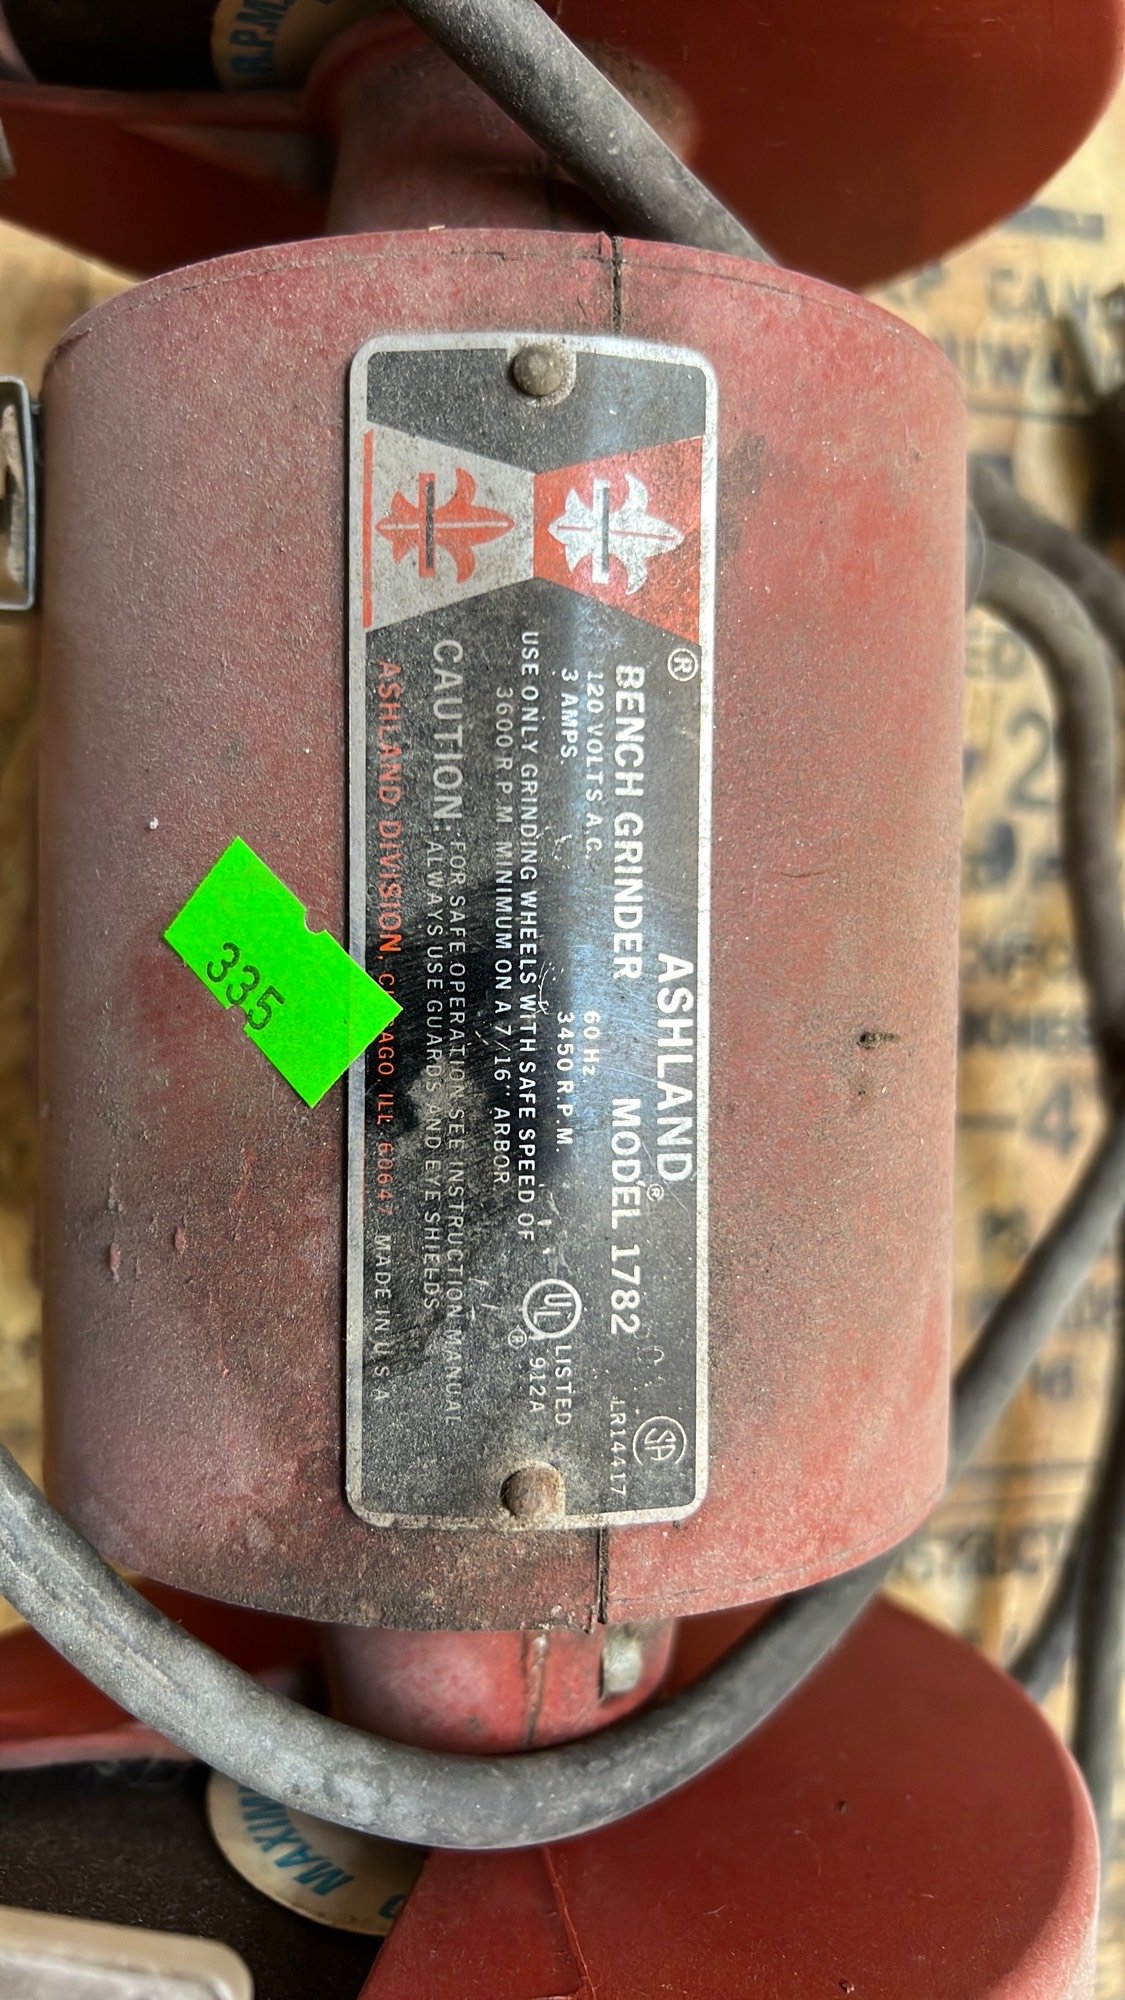 ®
ASHLAND®
BENCH GRINDER MODEL 1782
120 VOLTS A.C. 60 Hz.
3 AMPS. 3450 R.P.M.
USE ONLY GRINDING WHEELS WITH SAFE SPEED OF
3600 R.P.M. MINIMUM ON A 7/16" ARBOR
CAUTION: FOR SAFE OPERATION SEE INSTRUCTION MANUAL
ALWAYS USE GUARDS AND EYE SHIELDS
ASHLAND DIVISION, CHICAGO, ILL. 60647 MADE IN U.S.A.
SA
LR14417
UL
®
LISTED
912A
335
R.P.M.